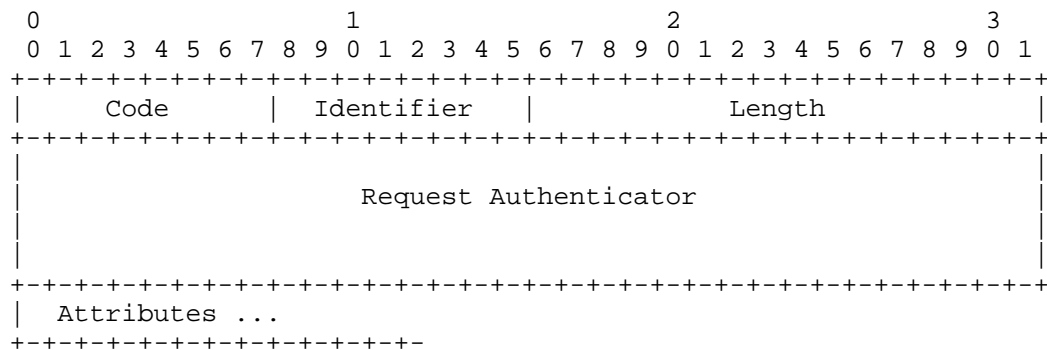 0                   1                   2                   3
 0 1 2 3 4 5 6 7 8 9 0 1 2 3 4 5 6 7 8 9 0 1 2 3 4 5 6 7 8 9 0 1
+-+-+-+-+-+-+-+-+-+-+-+-+-+-+-+-+-+-+-+-+-+-+-+-+-+-+-+-+-+-+-+-+
|     Code      |  Identifier   |            Length             |
+-+-+-+-+-+-+-+-+-+-+-+-+-+-+-+-+-+-+-+-+-+-+-+-+-+-+-+-+-+-+-+-+
|                                                               |
|                     Request Authenticator                     |
|                                                               |
|                                                               |
+-+-+-+-+-+-+-+-+-+-+-+-+-+-+-+-+-+-+-+-+-+-+-+-+-+-+-+-+-+-+-+-+
|  Attributes ...
+-+-+-+-+-+-+-+-+-+-+-+-+-